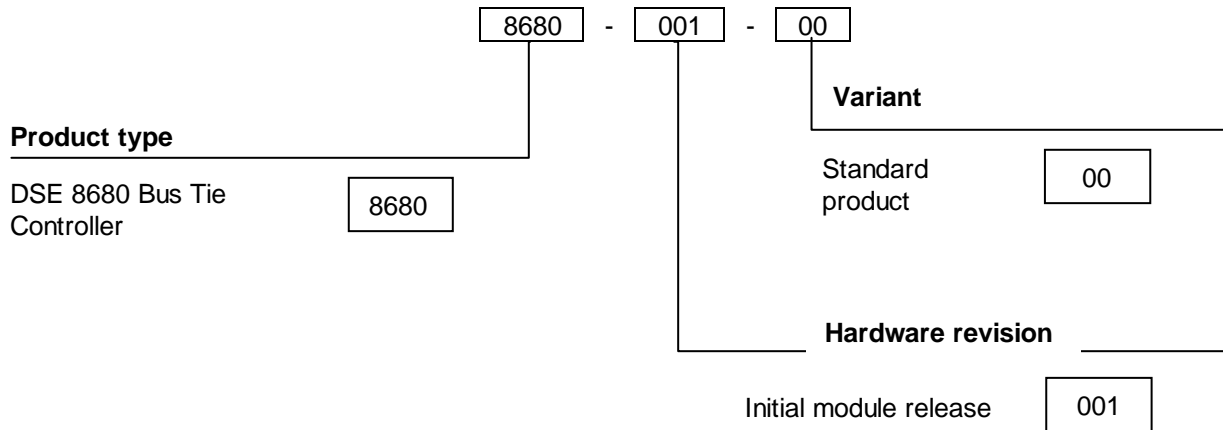 8680 - 001 - 00
Variant
Product type
Standard
product
00
DSE 8680 Bus Tie
Controller
8680
Hardware revision
Initial module release
001